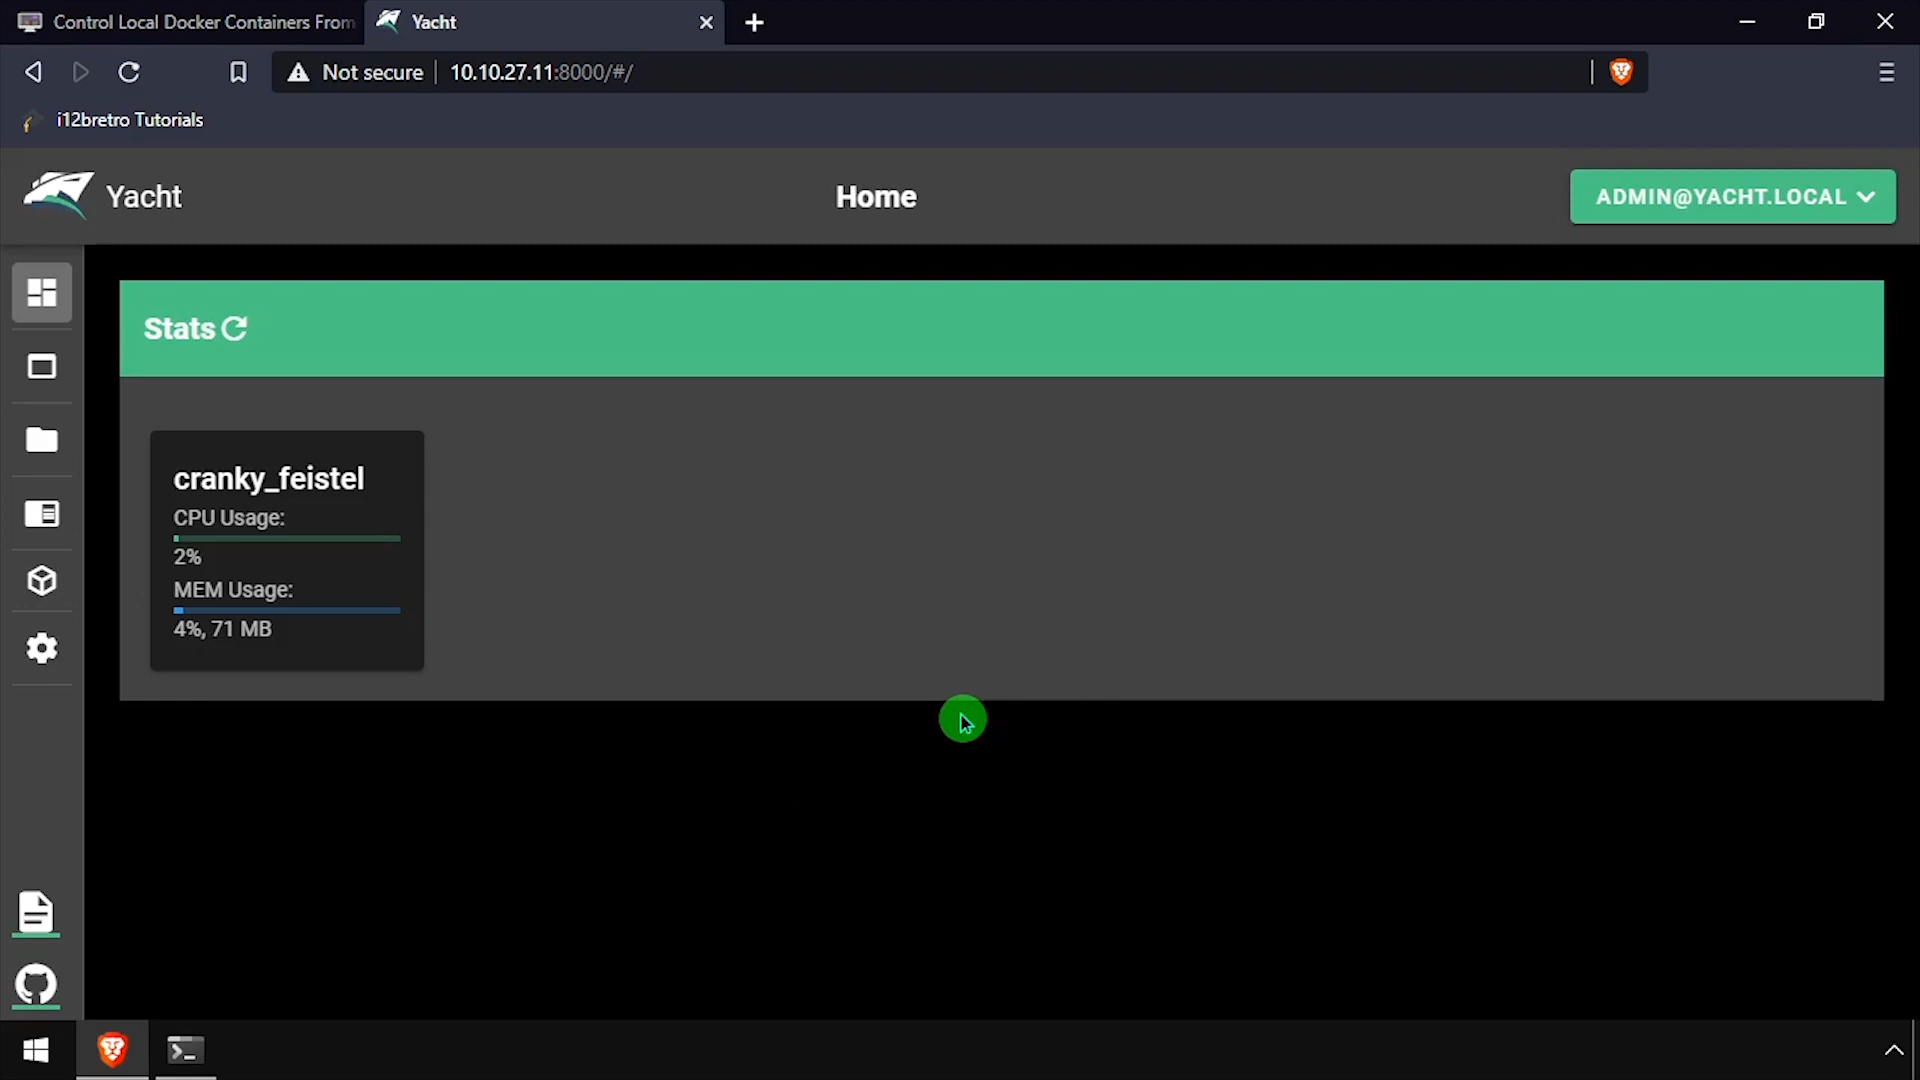 Control Local Docker Containers From
Yacht
Not secure
10.10.27.11:8000/#/
i12bretro Tutorials
Yacht
Home
ADMIN@YACHT.LOCAL
Stats
cranky_feistel
CPU Usage:
2%
MEM Usage:
4%, 71 MB